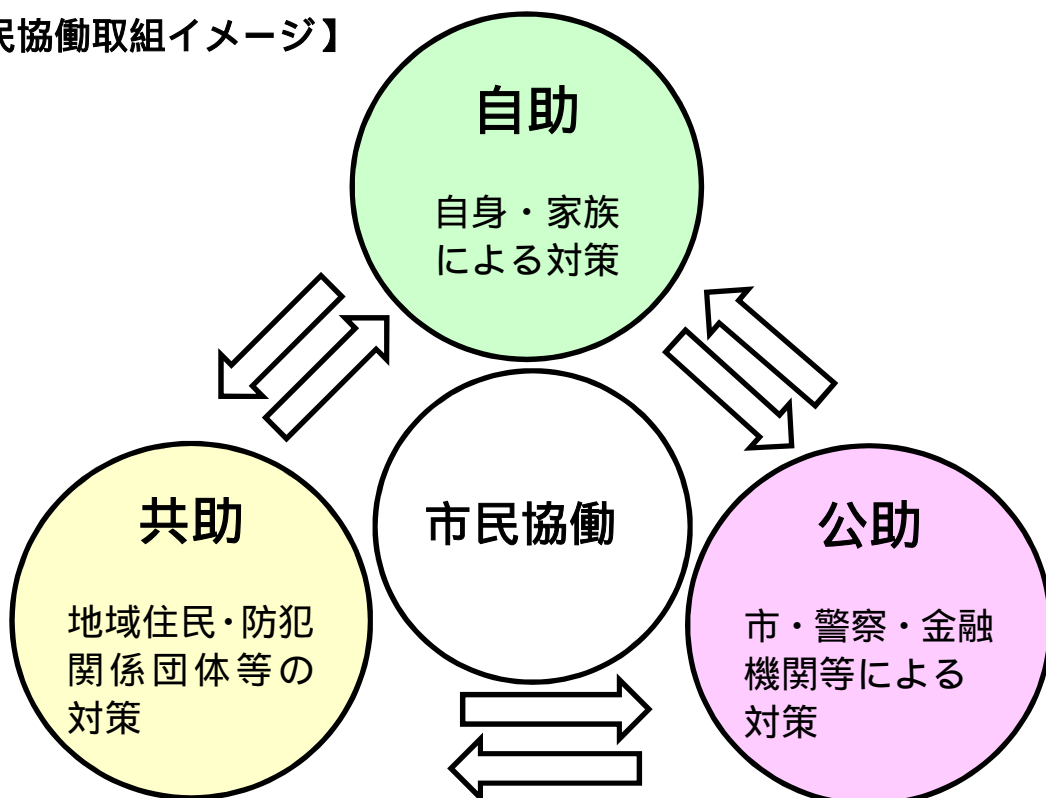 民協働取組イメージ】
自助
自身・家族
による対策
市民協働
共助
地域住民・防犯
関係団体等の
対策
公助
市・警察・金融
機関等による
対策